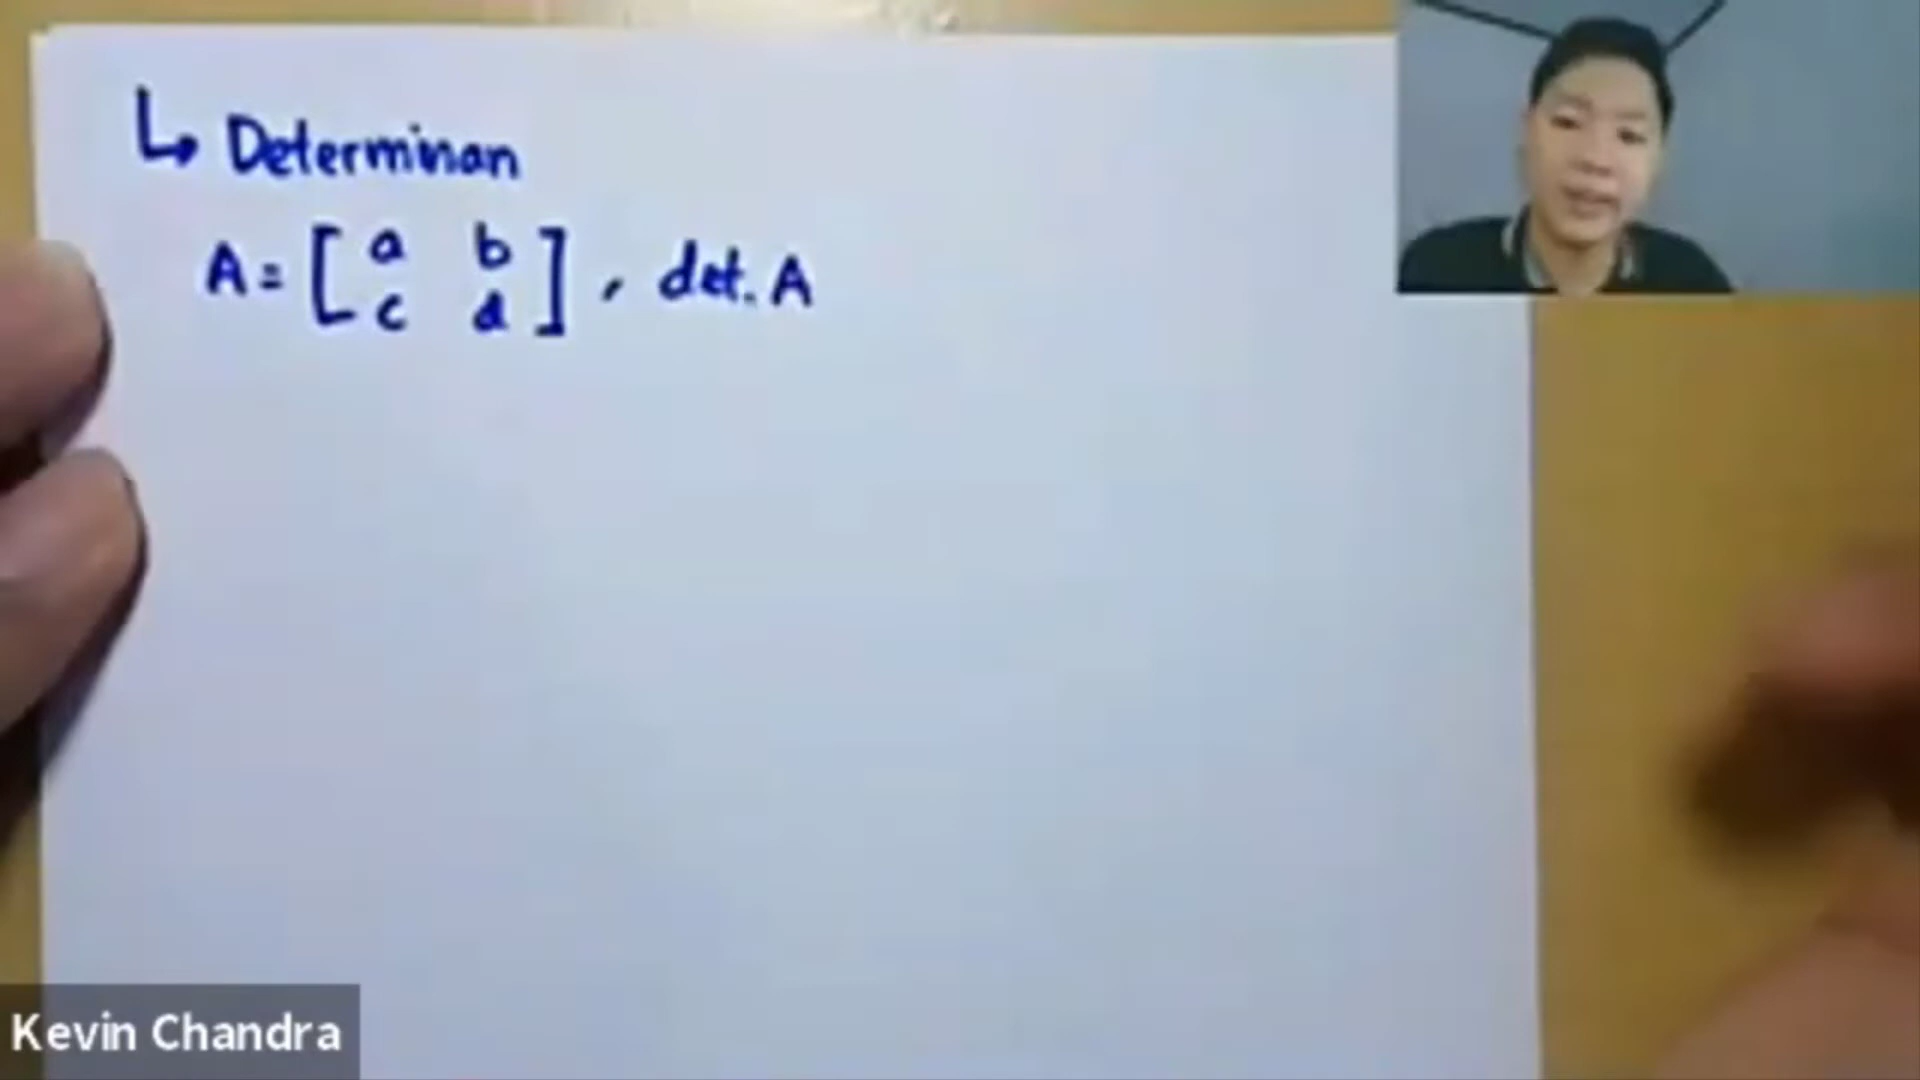 ↳ Determinan
A = [ a b
c d ] , det. A
Kevin Chandra